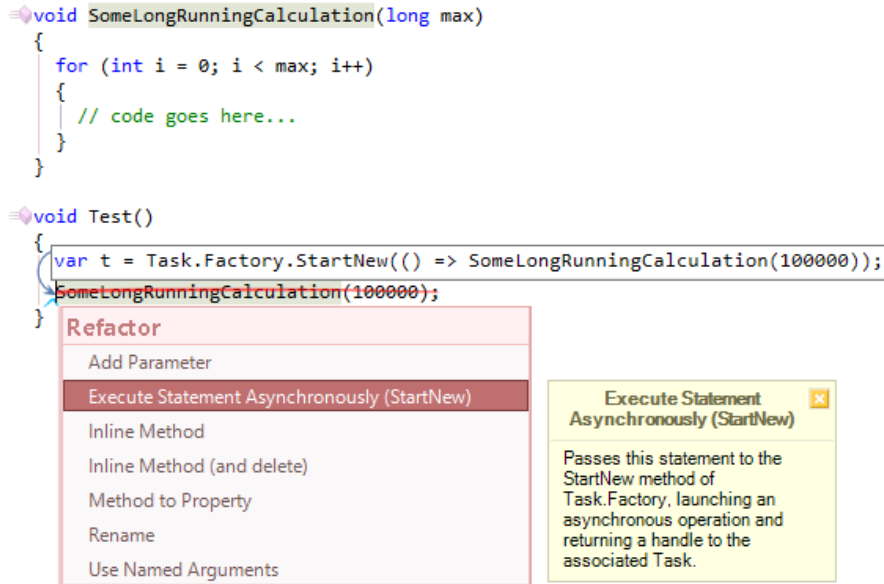 void SomeLongRunningCalculation(long max)
{
for (int i = 0; i < max; i++)
{
// code goes here...
}
}
void Test()
{
var t = Task.Factory.StartNew(() => SomeLongRunningCalculation(100000));
SomeLongRunningCalculation(100000);
}
Refactor
Add Parameter
Execute Statement Asynchronously (StartNew)
Inline Method
Inline Method (and delete)
Method to Property
Rename
Use Named Arguments
Execute Statement
Asynchronously (StartNew)
Passes this statement to the
StartNew method of
Task.Factory, launching an
asynchronous operation and
returning a handle to the
associated Task.